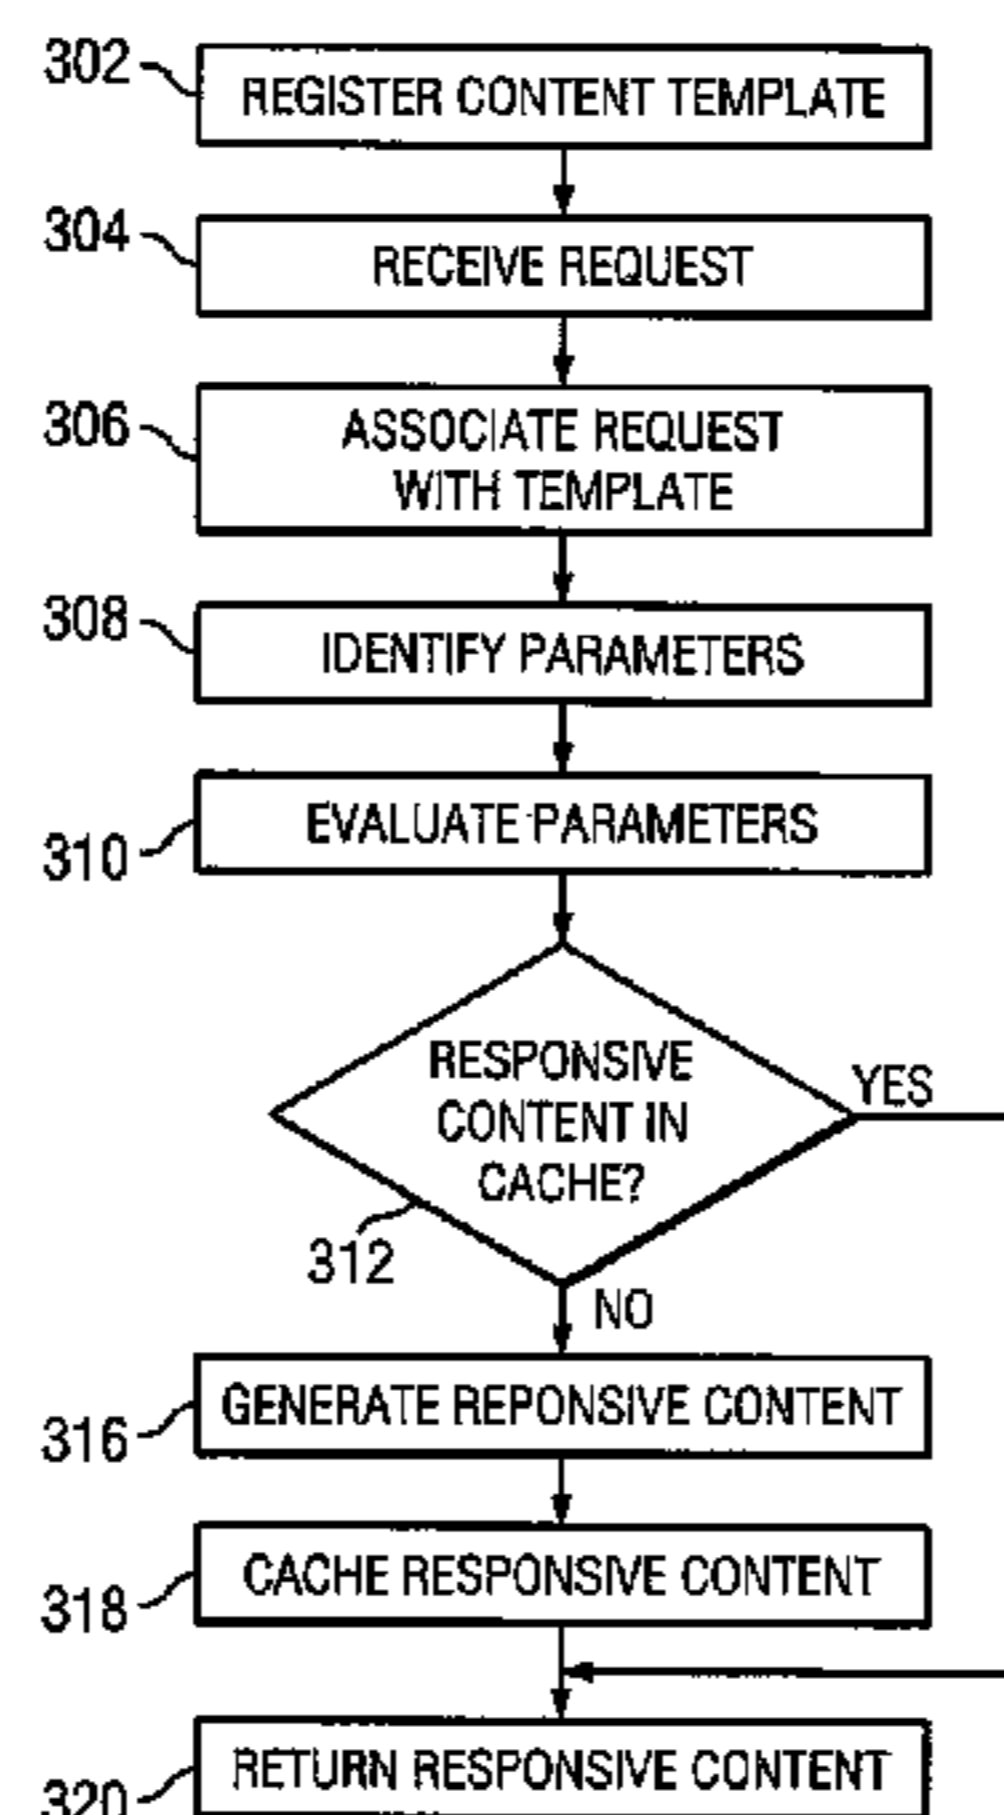 302
REGISTER CONTENT TEMPLATE
304
RECEIVE REQUEST
306
ASSOCIATE REQUEST
WITH TEMPLATE
308
IDENTIFY PARAMETERS
310
EVALUATE PARAMETERS
RESPONSIVE
CONTENT IN
CACHE?
YES
312
NO
316
GENERATE REPONSIVE CONTENT
318
CACHE RESPONSIVE CONTENT
320
RETURN RESPONSIVE CONTENT